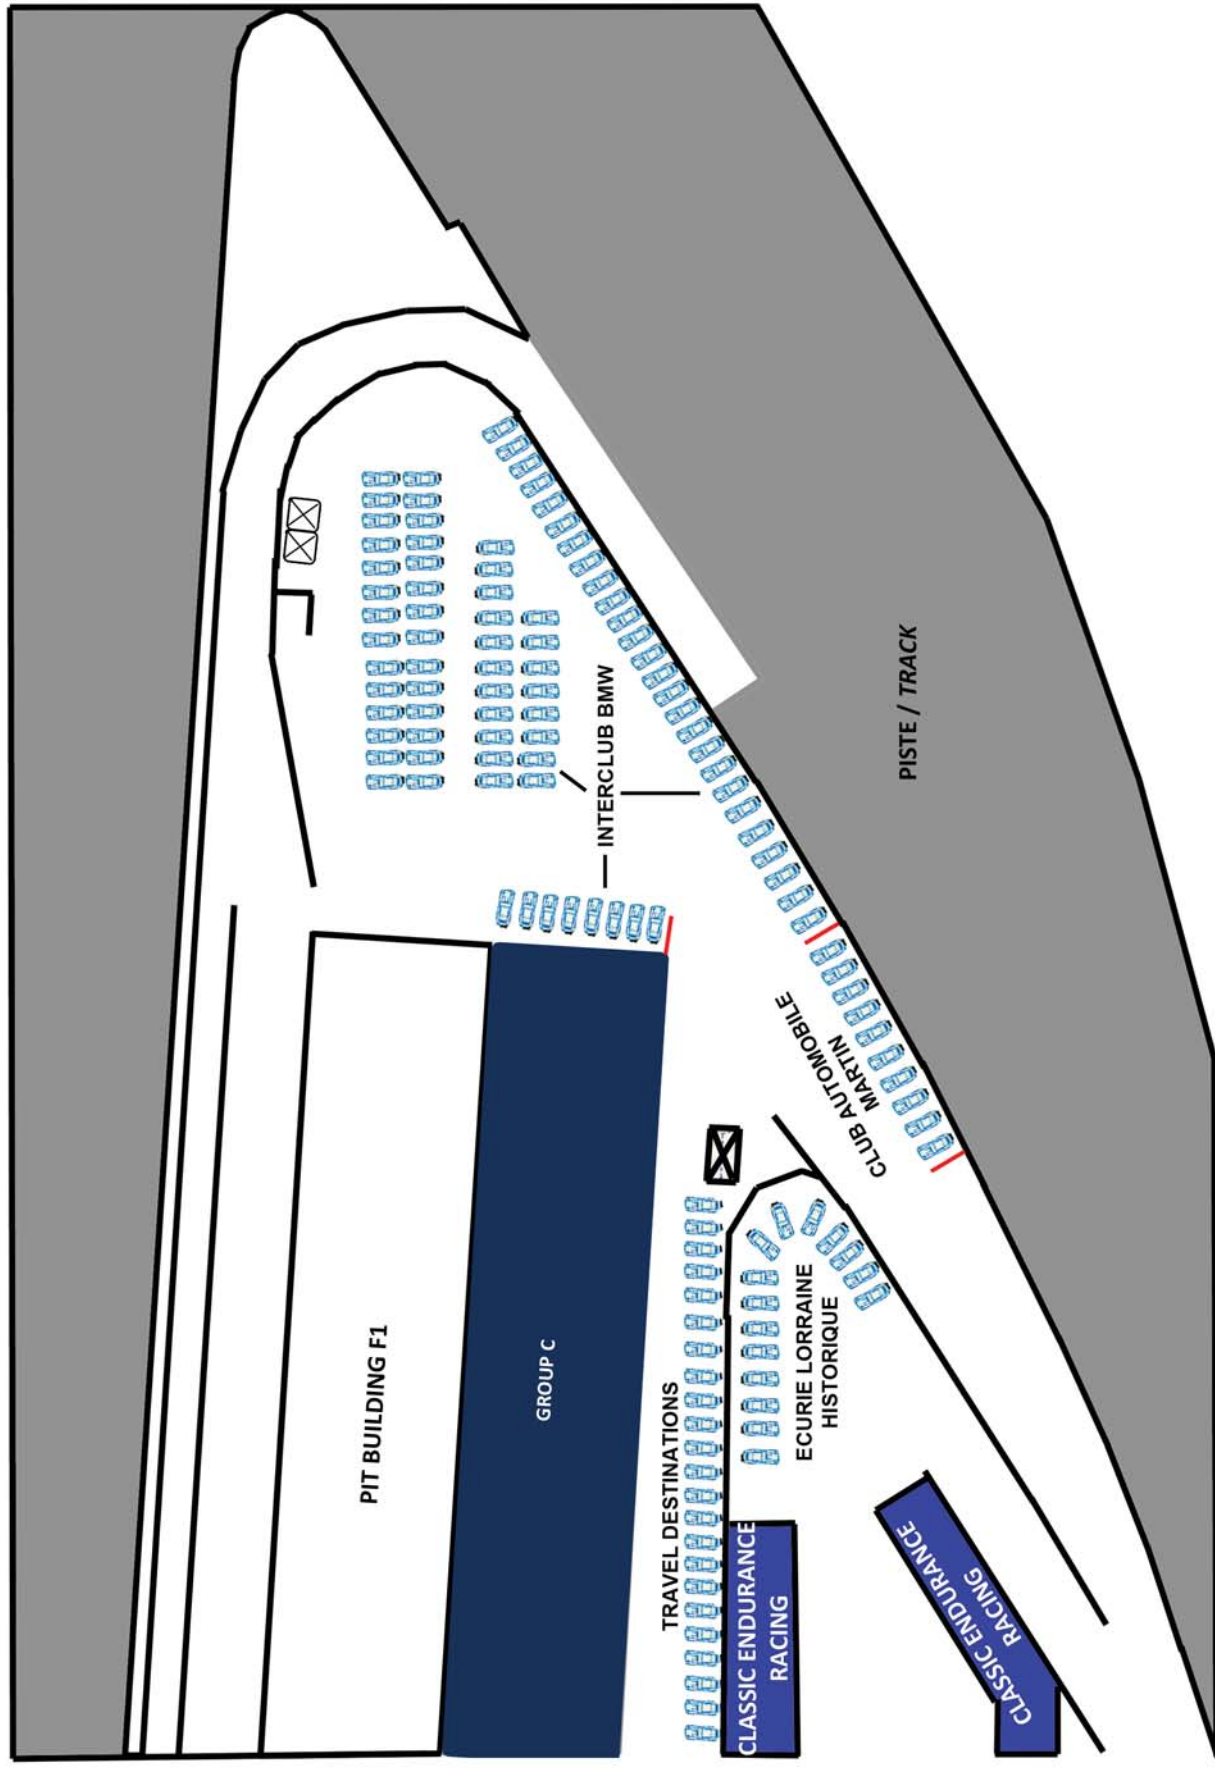 PISTE / TRACK
INTERCLUB BMW
CLUB AUTOMOBILE
MARTIN
PIT BUILDING F1
GROUP C
TRAVEL DESTINATIONS
ECURIE LORRAINE
HISTORIQUE
CLASSIC ENDURANCE
RACING
CLASSIC ENDURANCE
RACING